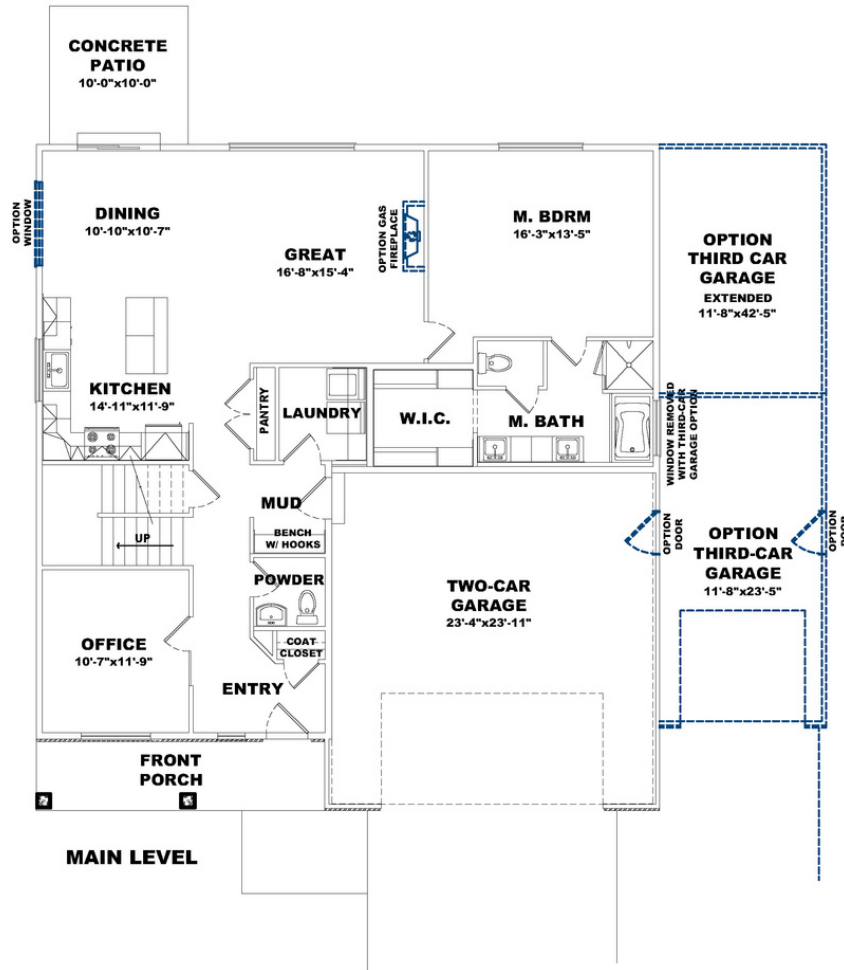 CONCRETE
PATIO
10'-0"x10'-0"
OPTION
WINDOW
DINING
10'-10"x10'-7"
GREAT
16'-8"x15'-4"
OPTION GAS
FIREPLACE
M. BDRM
16'-3"x13'-5"
OPTION
THIRD CAR
GARAGE
EXTENDED
11'-8"x42'-5"
KITCHEN
14'-11"x11'-9"
PANTRY
LAUNDRY
W.I.C.
M. BATH
WINDOW REMOVED
WITH THIRD-CAR
GARAGE OPTION
MUD
BENCH
W/ HOOKS
UP
OPTION
DOOR
OPTION
THIRD-CAR
GARAGE
11'-8"x23'-5"
OPTION
DOOR
POWDER
TWO-CAR
GARAGE
23'-4"x23'-11"
OFFICE
10'-7"x11'-9"
COAT
CLOSET
ENTRY
FRONT
PORCH
MAIN LEVEL